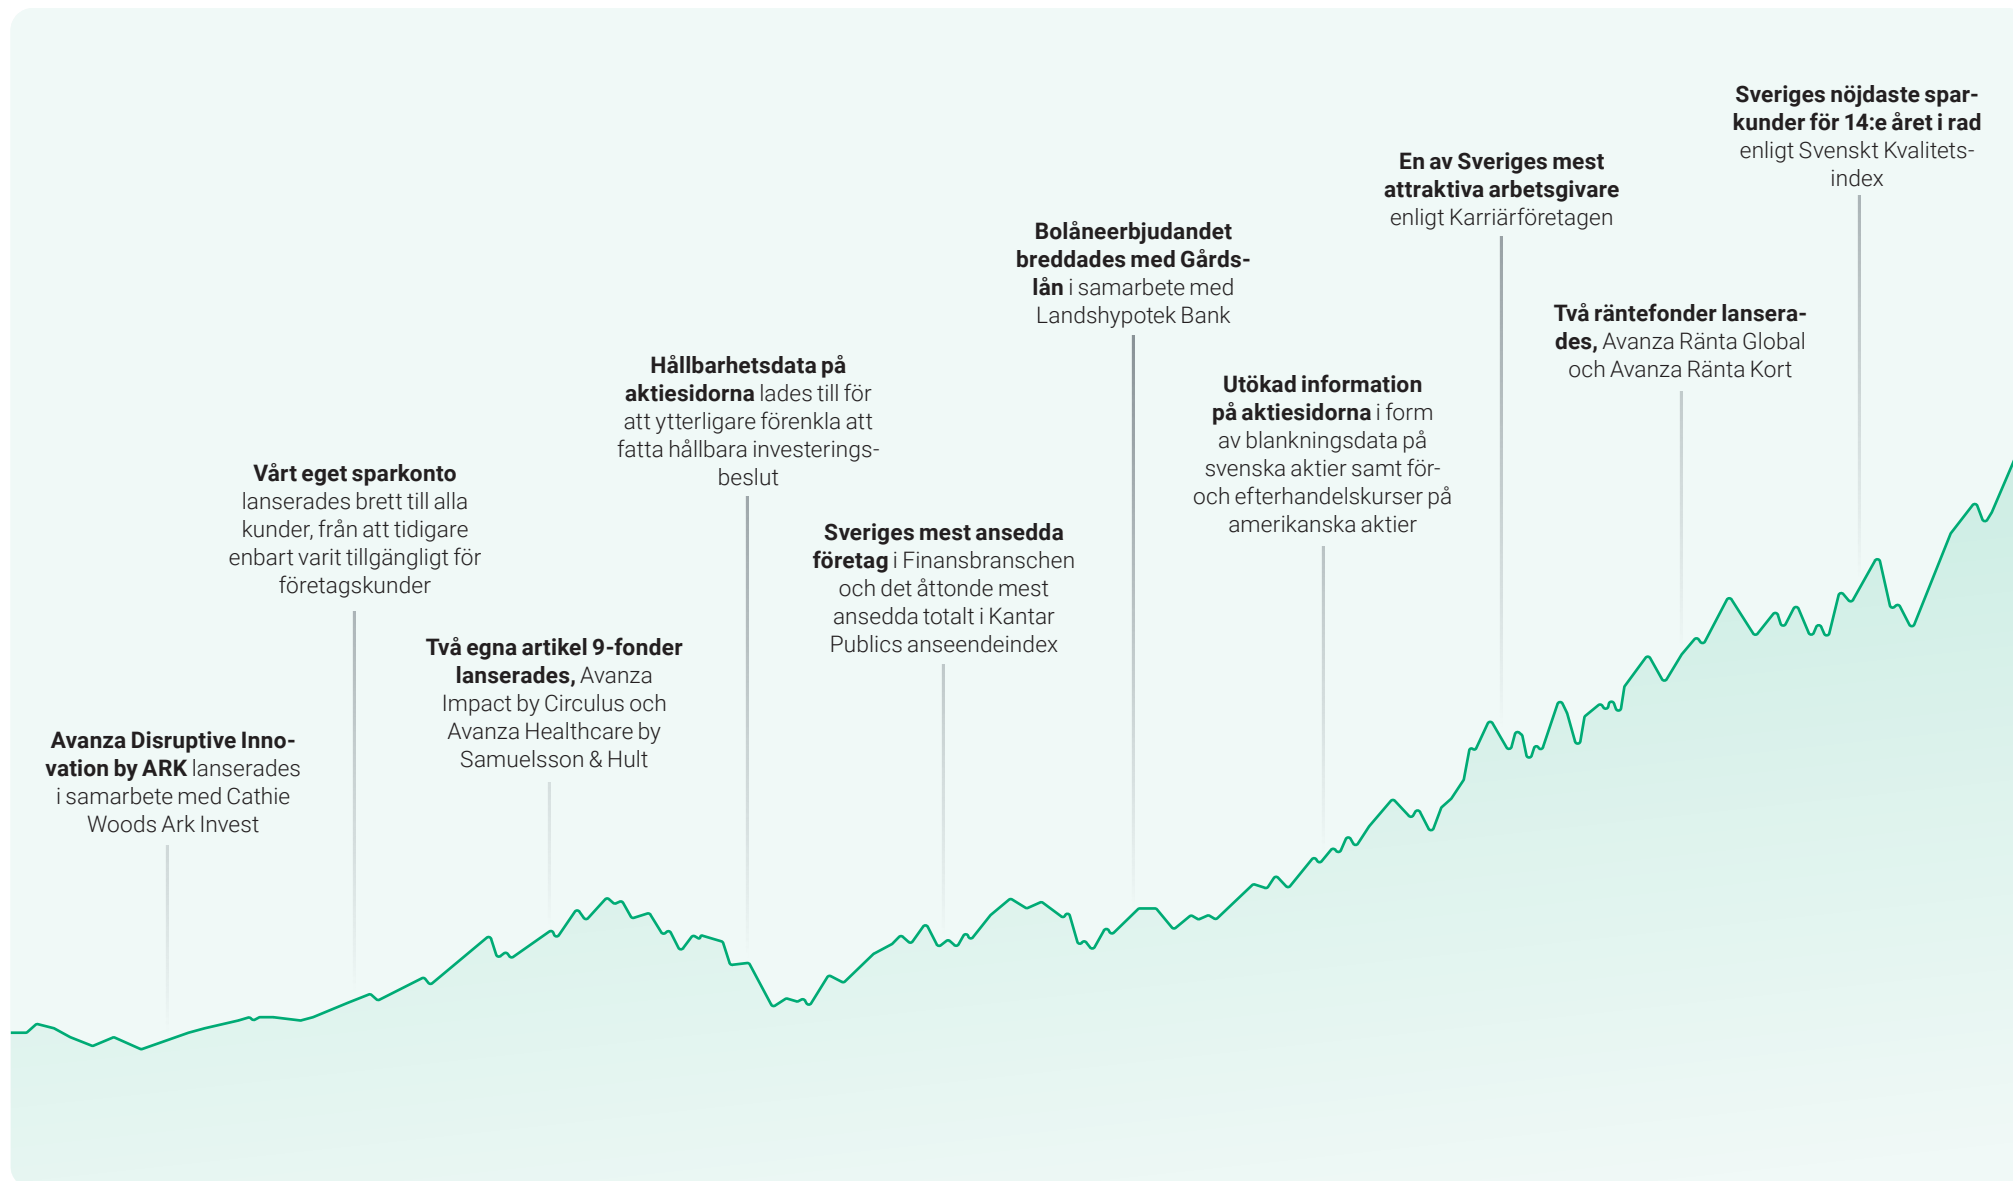 Avanza Disruptive Inno-
vation by ARK lanserades
i samarbete med Cathie
Woods Ark Invest
Vårt eget sparkonto
lanserades brett till alla
kunder, från att tidigare
enbart varit tillgängligt för
företagskunder
Två egna artikel 9-fonder
lanserades, Avanza
Impact by Circulus och
Avanza Healthcare by
Samuelsson & Hult
Hållbarhetsdata på
aktiesidorna lades till för
att ytterligare förenkla att
fatta hållbara investerings-
beslut
Sveriges mest ansedda
företag i Finansbranschen
och det åttonde mest
ansedda totalt i Kantar
Publics anseendeindex
Bolåneerbjudandet
breddades med Gårds-
lån i samarbete med
Landshypotek Bank
Utökad information
på aktiesidorna i form
av blankningsdata på
svenska aktier samt för-
och efterhandelskurser på
amerikanska aktier
En av Sveriges mest
attraktiva arbetsgivare
enligt Karriärföretagen
Två räntefonder lansera-
des, Avanza Ränta Global
och Avanza Ränta Kort
Sveriges nöjdaste spar-
kunder för 14:e året i rad
enligt Svenskt Kvalitets-
index